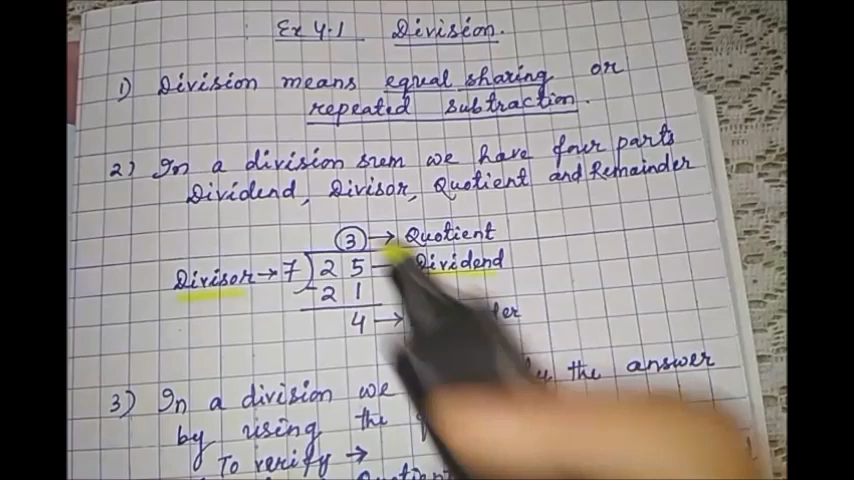 Ex 4.1 Division.
1) Division means equal sharing or
repeated subtraction.
2) In a division sum we have four parts
Dividend, Divisor, Quotient and Remainder
3 → Quotient
Divisor → 7) 2 5 Dividend
- 2 1
4 →
3) In a division we the answer
by using the
To verify →